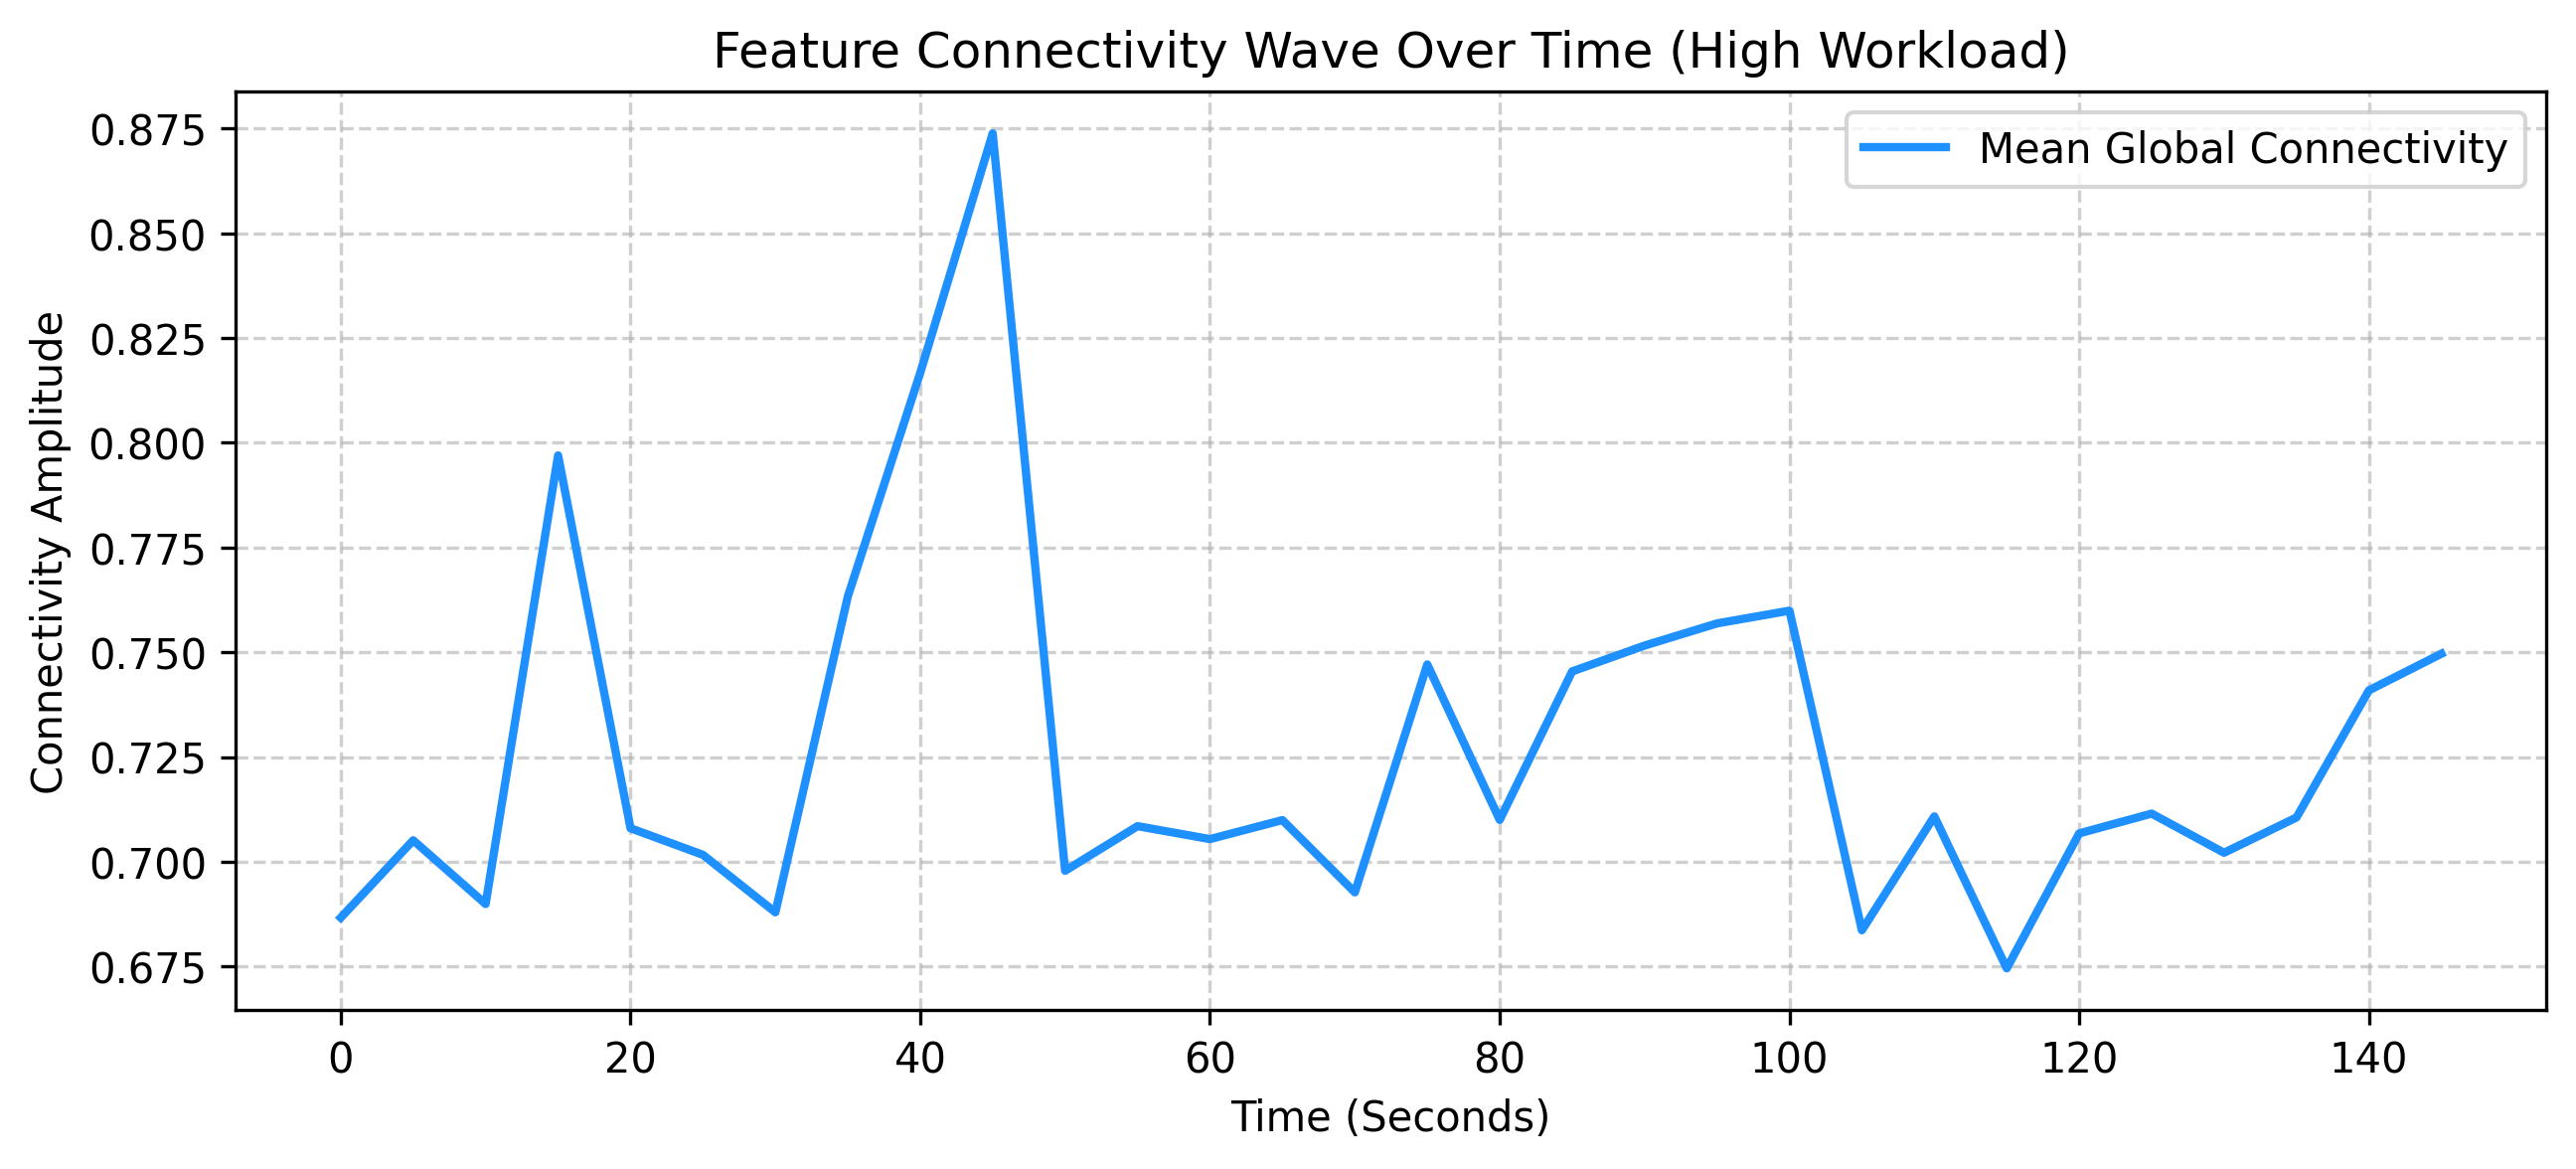 Feature Connectivity Wave Over Time (High Workload)
Mean Global Connectivity
Connectivity Amplitude
0.875
0.850
0.825
0.800
0.775
0.750
0.725
0.700
0.675
0 20 40 60 80 100 120 140
Time (Seconds)